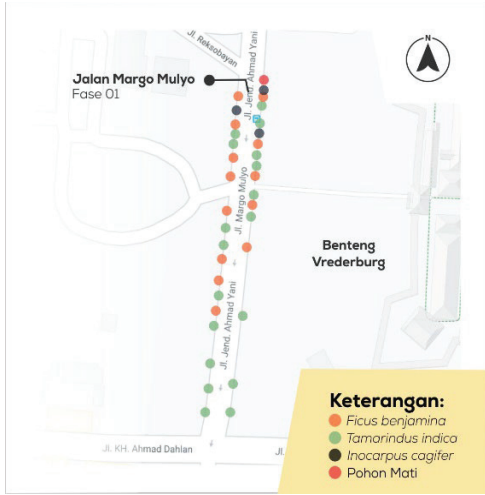 Jl. Reksobayan
Jl. Jend. Ahmad Yani
N
Jalan Margo Mulyo
Fase 01
Jl. Margo Mulyo
Benteng
Vrederburg
Jl. Jend. Ahmad Yani
Jl. KH. Ahmad Dahlan
Jl.
Keterangan:
Ficus benjamina
Tamarindus indica
Inocarpus cagifer
Pohon Mati